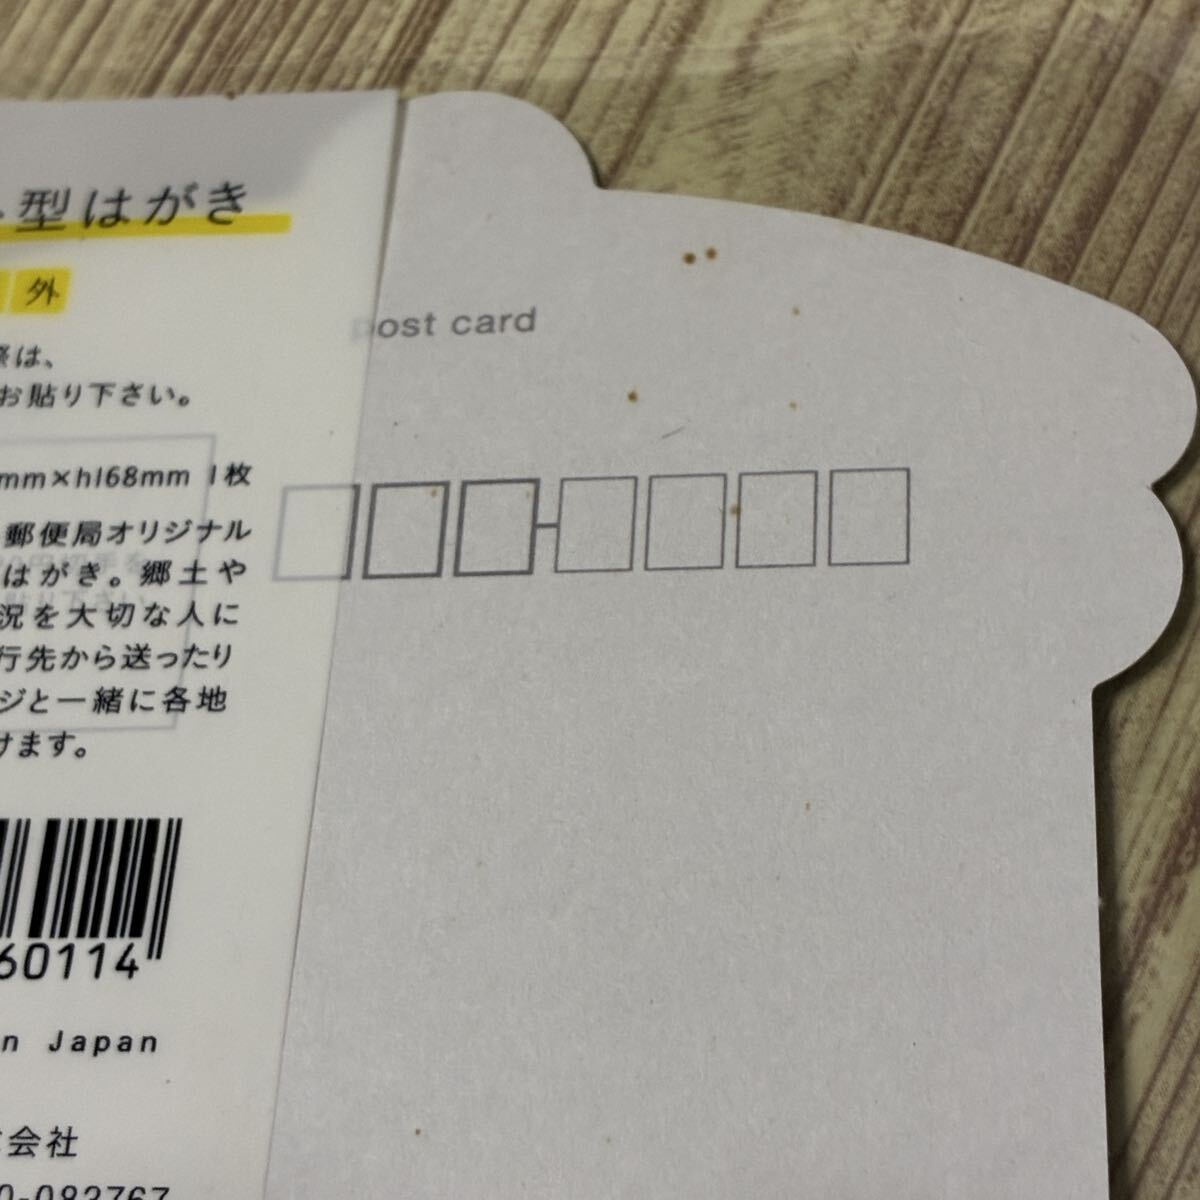 型はがき
外
際は、
お貼り下さい。
mm×h168mm 1枚
郵便局オリジナル
はがき。郷土や
況を大切な人に
行先から送ったり
ジと一緒に各地
けます。
60114
n Japan
会社
0-083767
post card